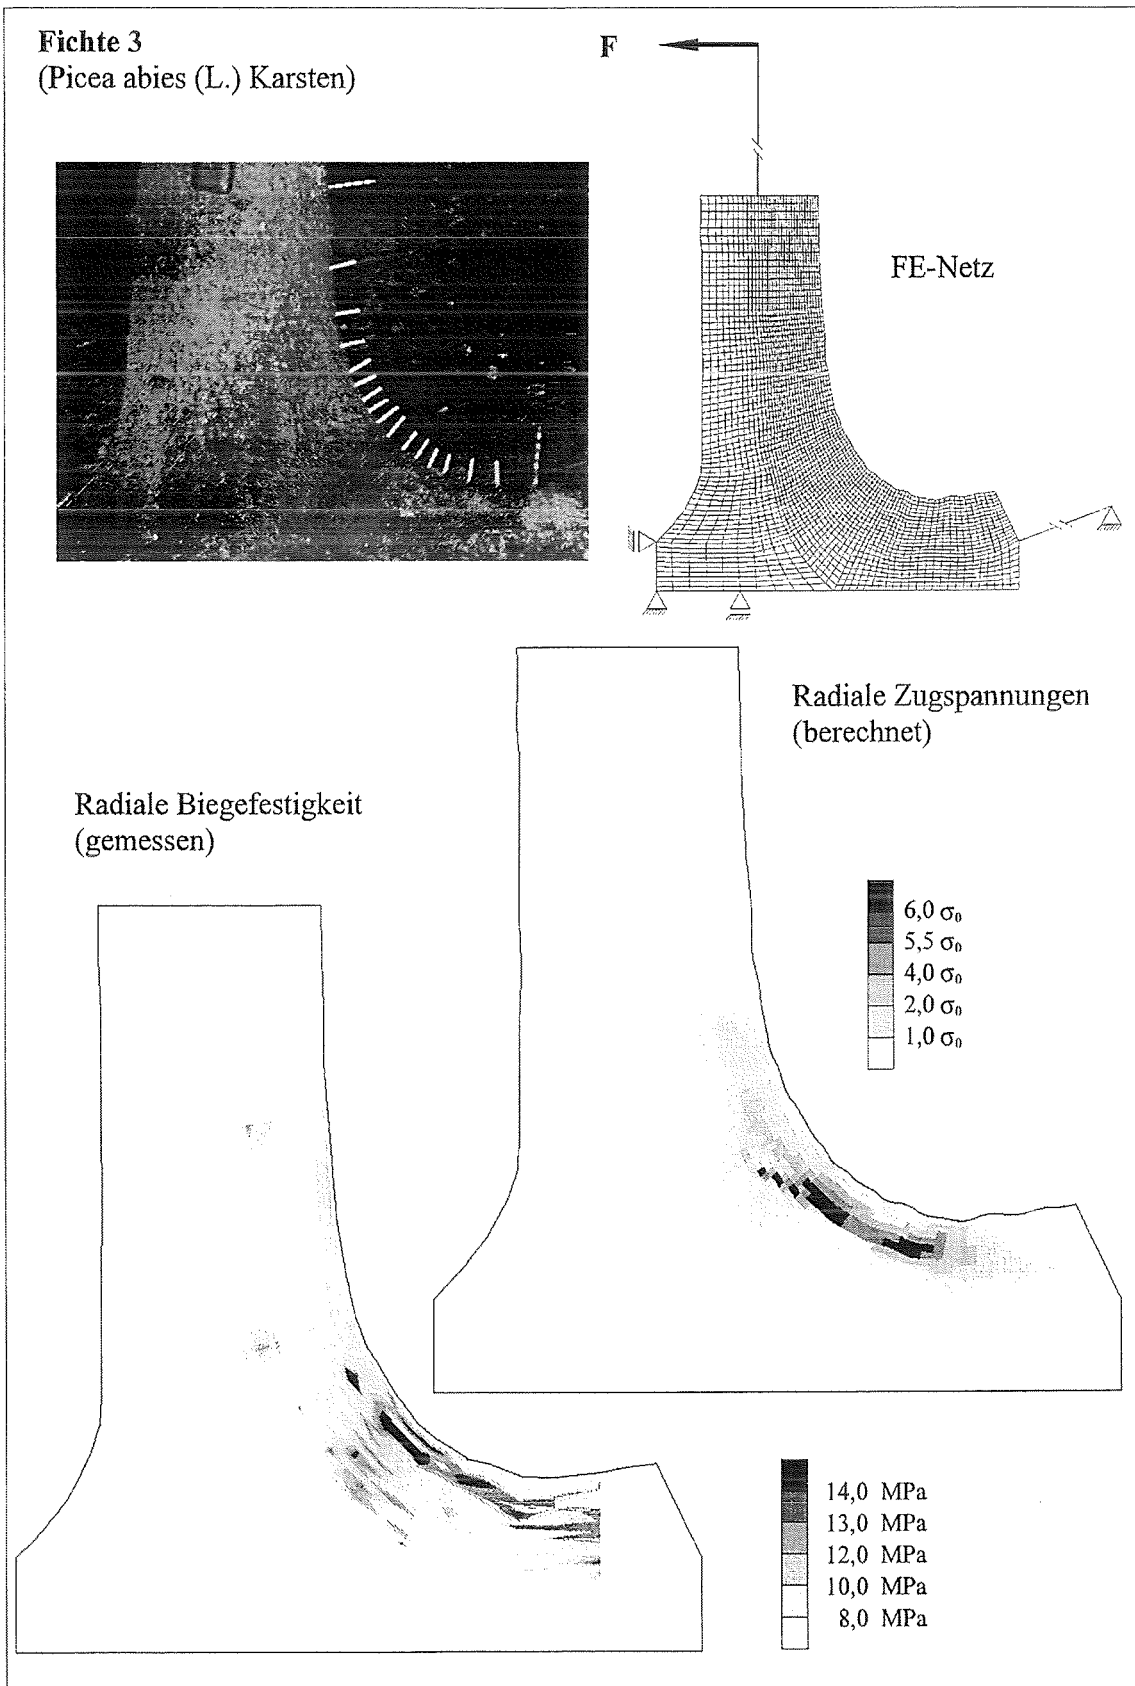 Fichte 3
(Picea abies (L.) Karsten)
F
FE-Netz
Radiale Zugspannungen
(berechnet)
6,0 σ₀
5,5 σ₀
4,0 σ₀
2,0 σ₀
1,0 σ₀
Radiale Biegefestigkeit
(gemessen)
14,0 MPa
13,0 MPa
12,0 MPa
10,0 MPa
8,0 MPa